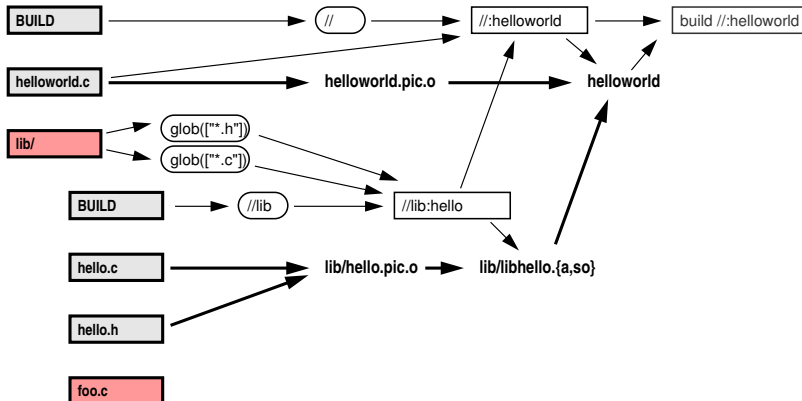 BUILD
//
//:helloworld
build //:helloworld
helloworld.c
helloworld.pic.o
helloworld
lib/
glob(["*.h"])
glob(["*.c"])
BUILD
//lib
//lib:hello
hello.c
lib/hello.pic.o
lib/libhello.{a,so}
hello.h
foo.c